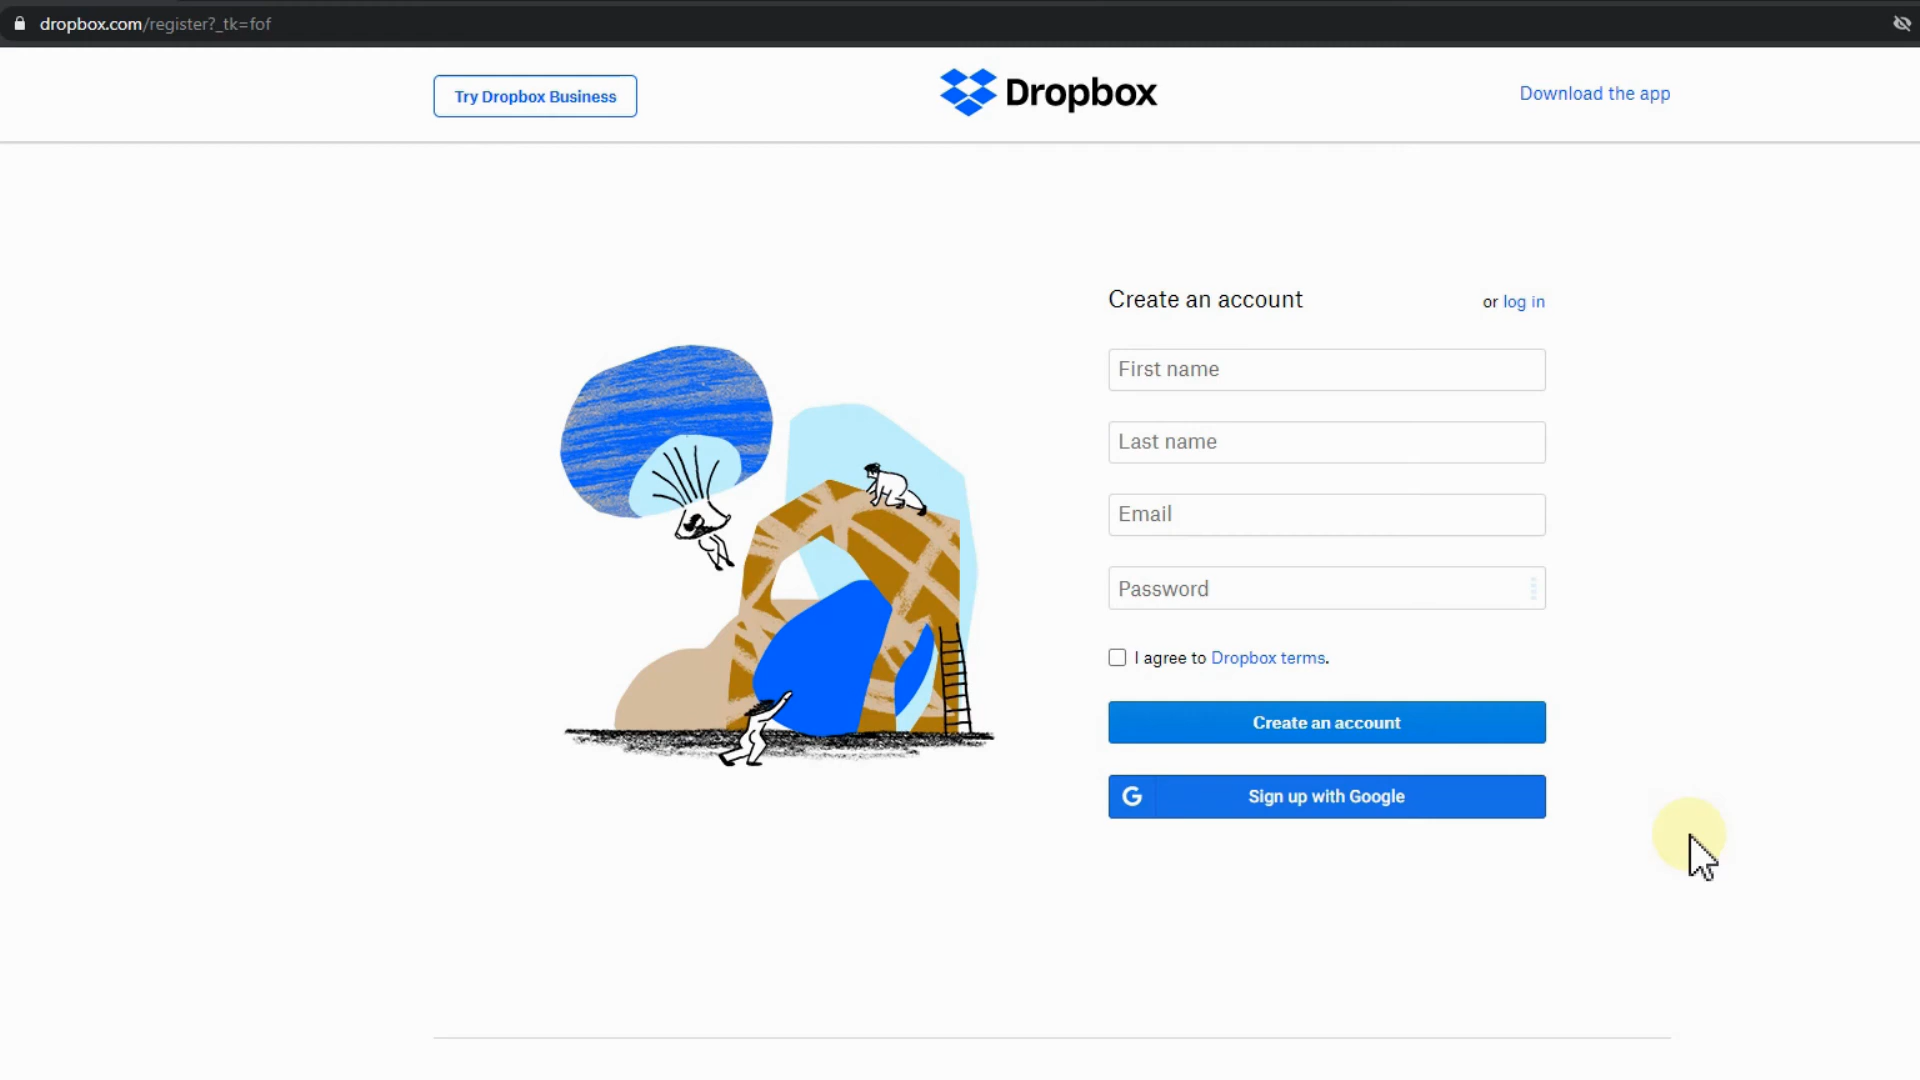 dropbox.com/register?_tk=fof
Try Dropbox Business
Dropbox
Download the app
Create an account
or log in
First name
Last name
Email
Password
I agree to Dropbox terms.
Create an account
G
Sign up with Google